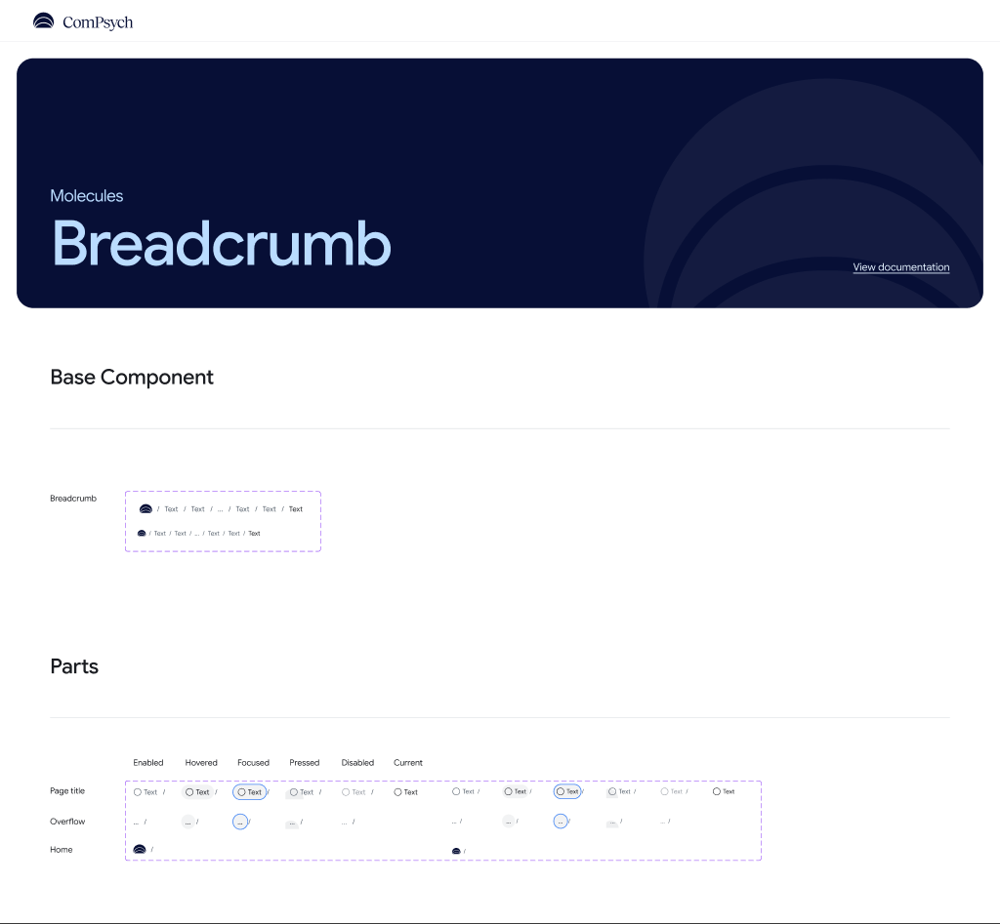 ComPsych
Molecules
Breadcrumb
View documentation
Base Component
Breadcrumb
/ Text / Text / ... / Text / Text / Text
/ Text / Text / ... / Text / Text / Text
Parts
Enabled Hovered Focused Pressed Disabled Current
Page title Text / Text / Text / Text / Text / Text Text / Text / Text / Text / Text / Text
Overflow ... / ... / ... / ... / ... / ... / ... / ... / ... / ... /
Home / /